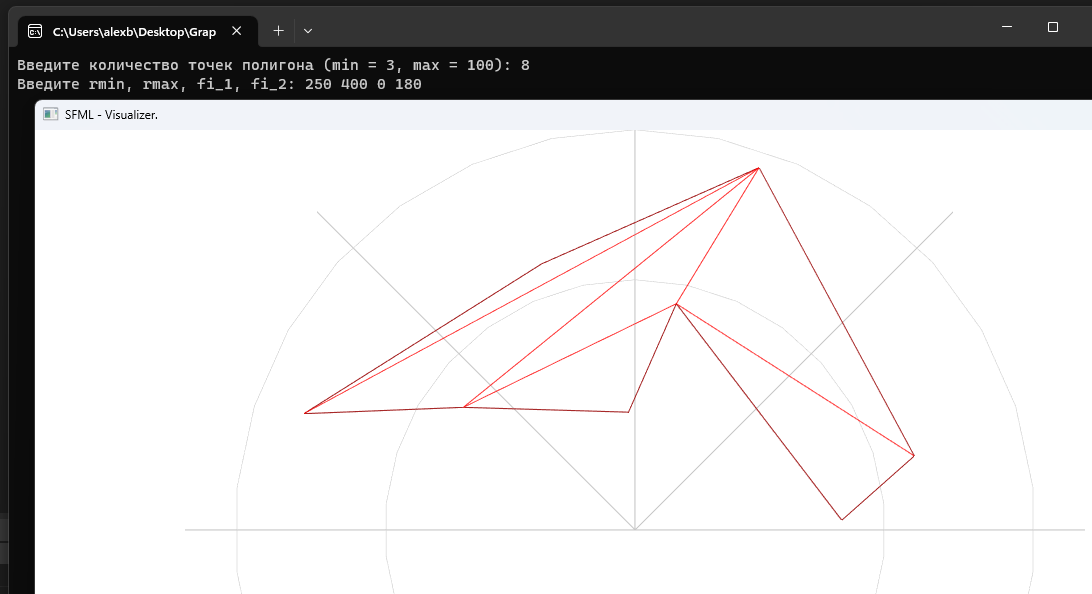 C:\Users\alexb\Desktop\Grap
Введите количество точек полигона (min = 3, max = 100): 8
Введите rmin, rmax, fi_1, fi_2: 250 400 0 180
SFML - Visualizer.